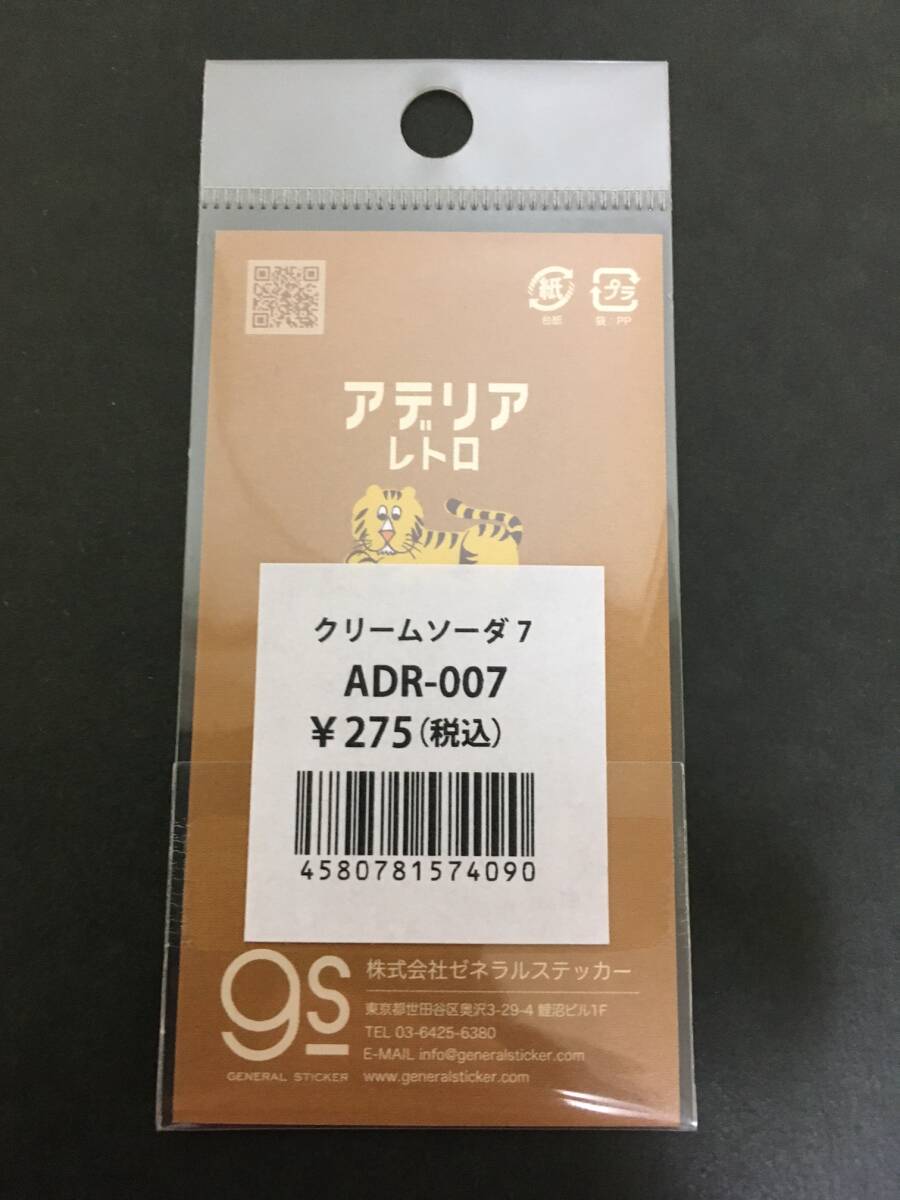 紙
台紙
プラ
袋：PP
アデリア
レトロ
クリームソーダ 7
ADR-007
¥ 275(税込)
4580781574090
gs
GENERAL STICKER
株式会社ゼネラルステッカー
東京都世田谷区奥沢3-29-4 鯉沼ビル1F
TEL 03-6425-6380
E-MAIL info@generalsticker.com
www.generalsticker.com